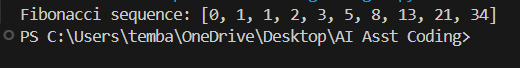 Fibonacci sequence: [0, 1, 1, 2, 3, 5, 8, 13, 21, 34]
PS C:\Users\temba\OneDrive\Desktop\AI Asst Coding>